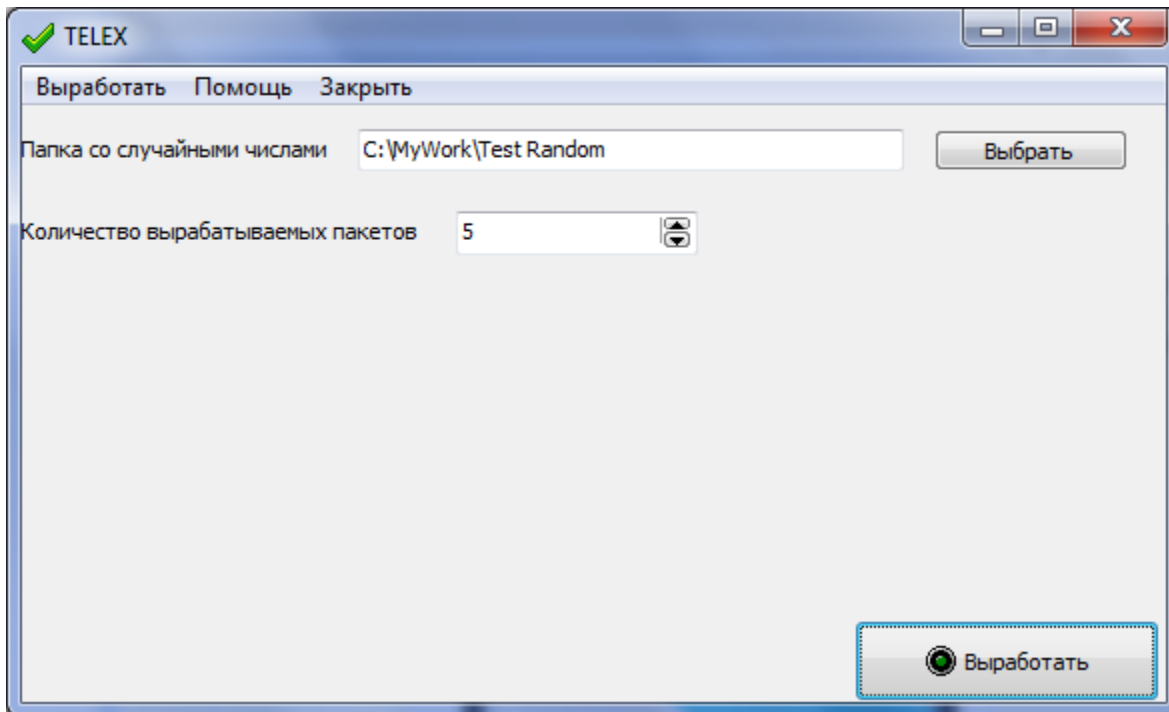 TELEX
Выработать Помощь Закрыть
Папка со случайными числами C:\MyWork\Test Random Выбрать
Количество вырабатываемых пакетов 5
Выработать